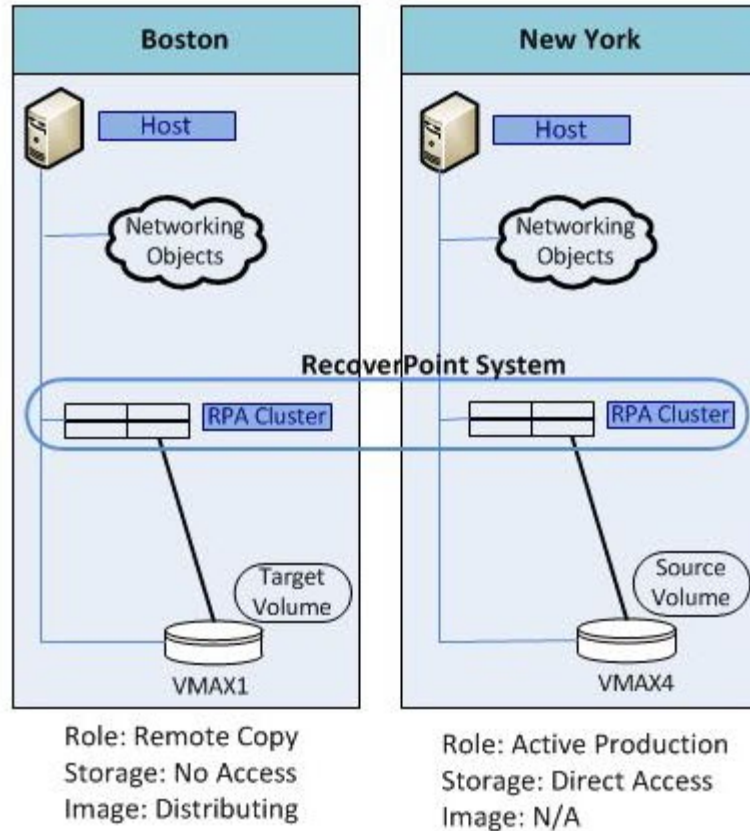 Boston
Host
Networking
Objects
New York
Host
Networking
Objects
RecoverPoint System
RPA Cluster
RPA Cluster
Target
Volume
VMAX1
Source
Volume
VMAX4
Role: Remote Copy
Storage: No Access
Image: Distributing
Role: Active Production
Storage: Direct Access
Image: N/A